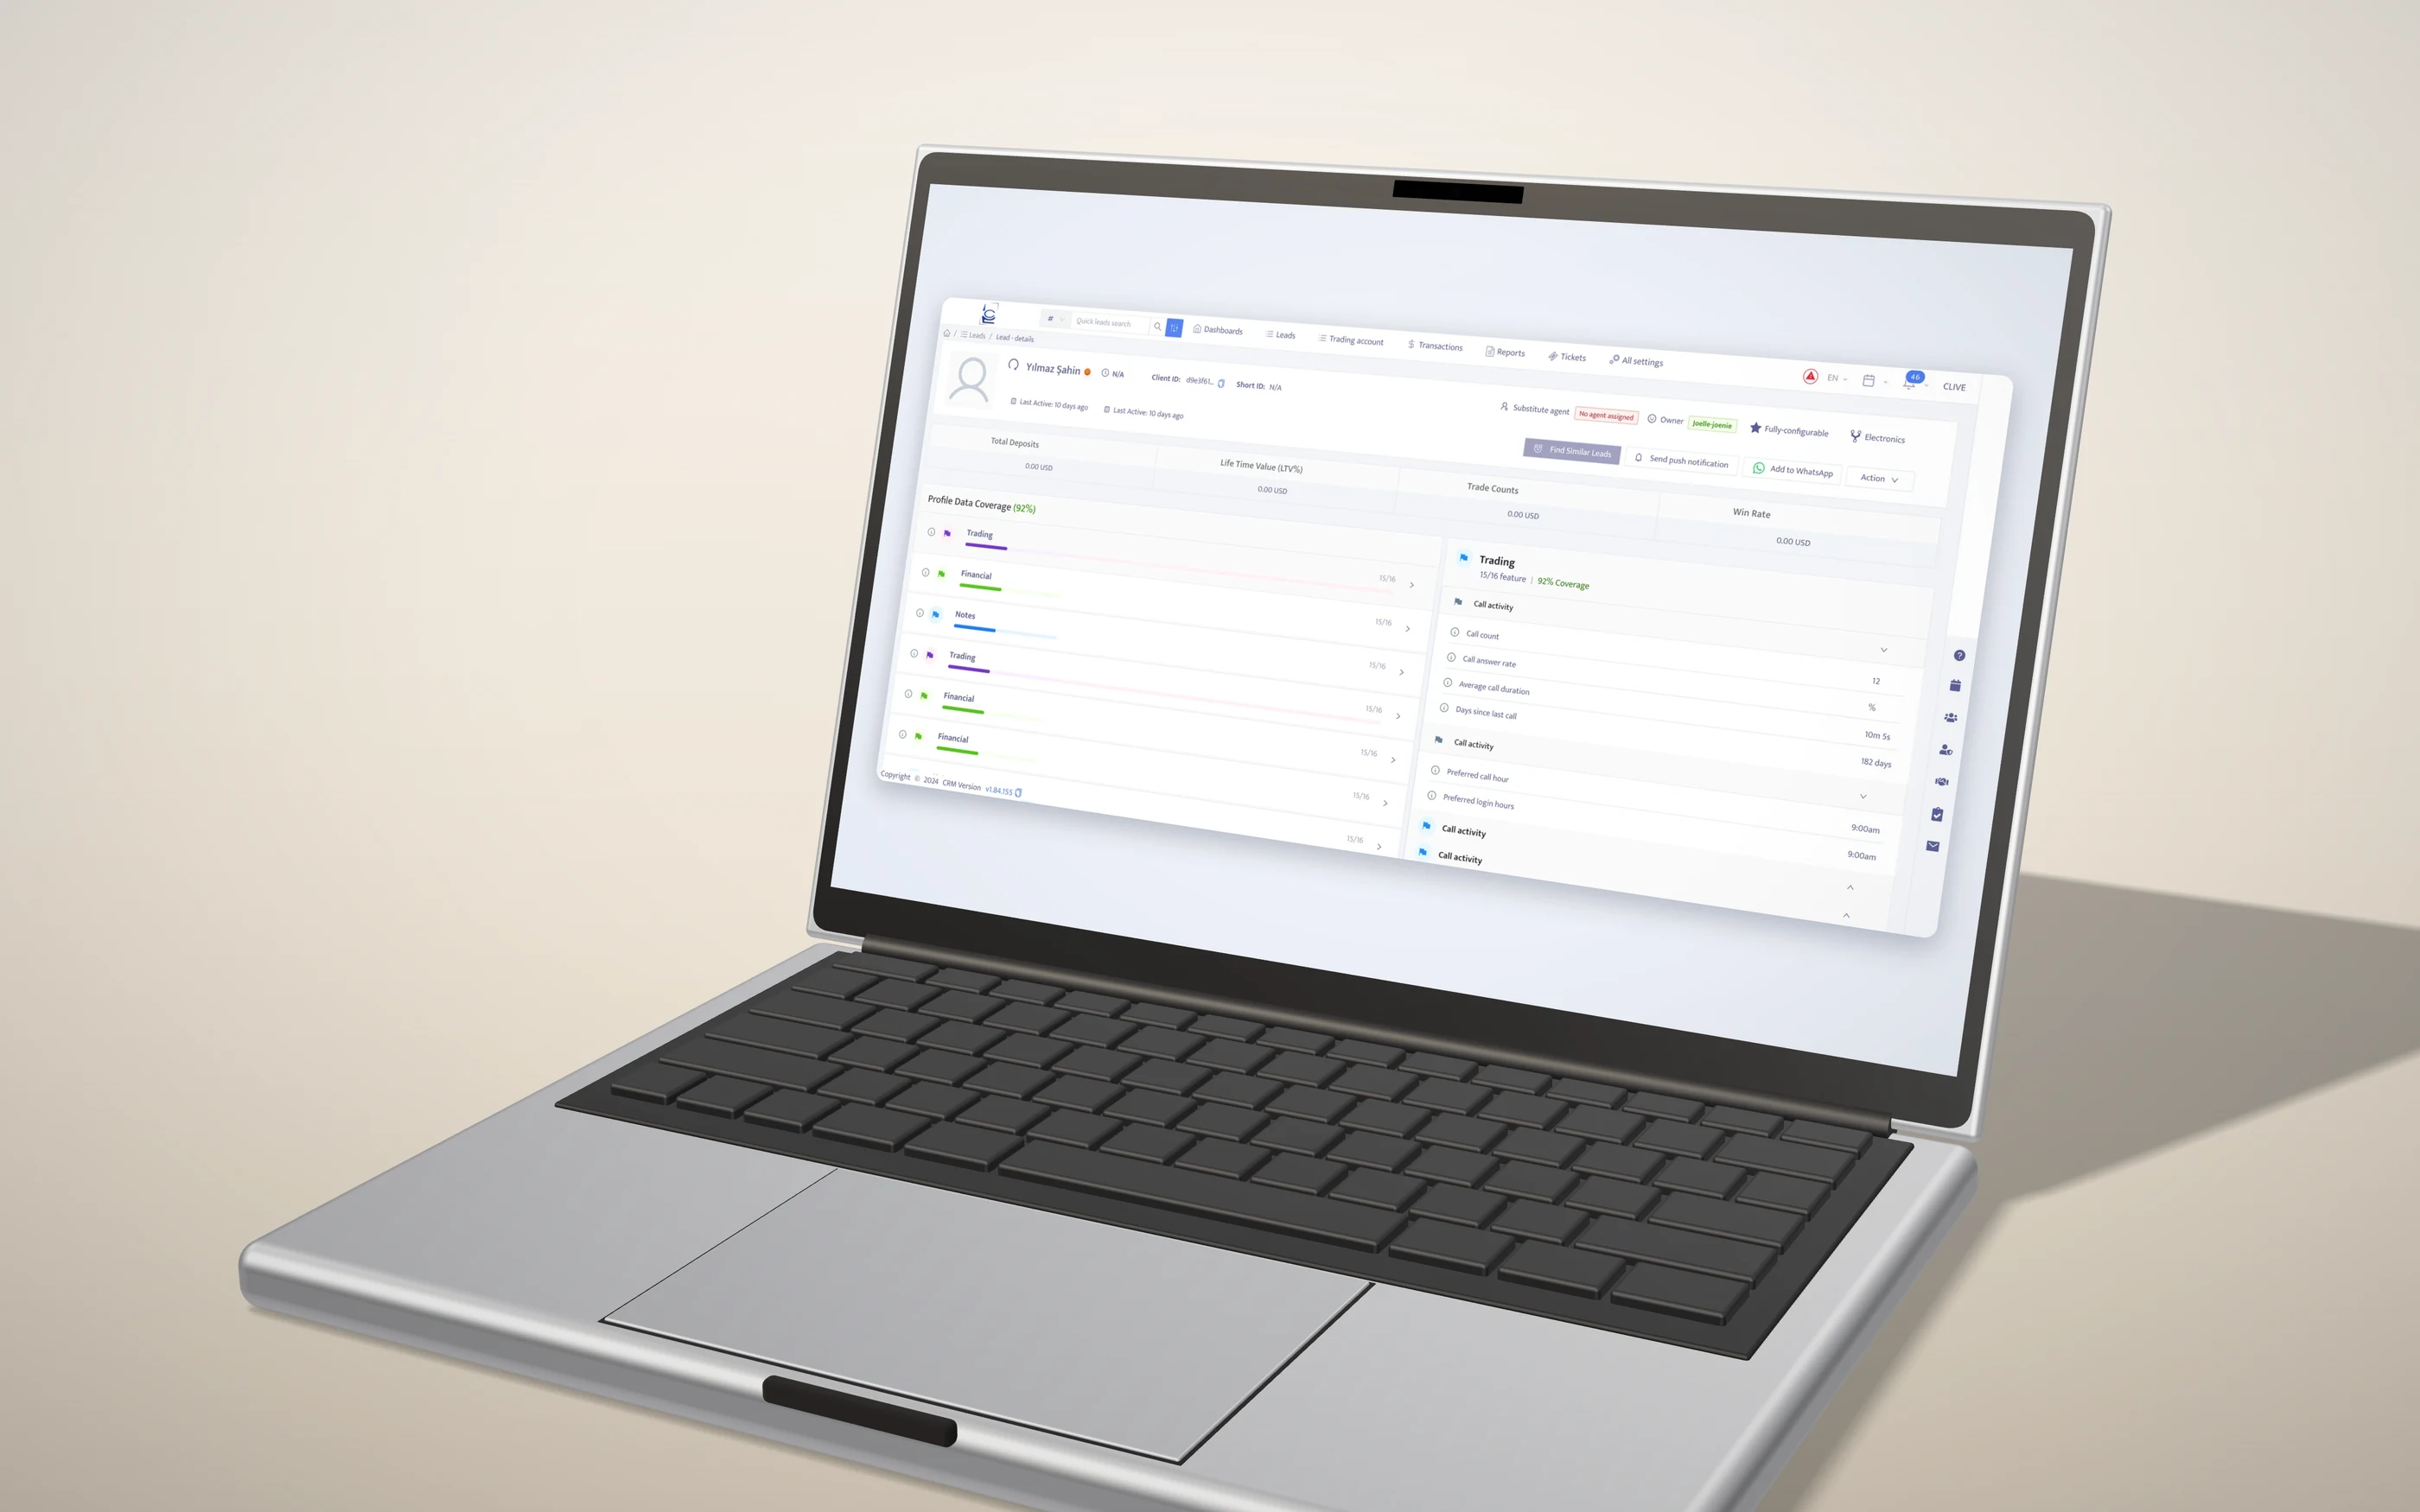 # Quick leads search Dashboards Leads Trading account Transactions Reports Tickets All settings EN 46 CLIVE
/ Leads / Lead - details
Yılmaz Şahin N/A Client ID: d9e3f61... Short ID: N/A
Last Active: 10 days ago Last Active: 10 days ago
Substitute agent No agent assigned Owner Joelle-joenie Fully-configurable Electronics
Find Similar Leads Send push notification Add to WhatsApp Action
Total Deposits Life Time Value (LTV%) Trade Counts Win Rate
0.00 USD 0.00 USD 0.00 USD 0.00 USD
Profile Data Coverage (92%)
Trading 15/16
Financial 15/16
Notes 15/16
Trading 15/16
Financial 15/16
Financial 15/16
15/16
Copyright © 2024 CRM Version v1.84.155
Trading
15/16 feature | 92% Coverage
Call activity
Call count 12
Call answer rate %
Average call duration 10m 5s
Days since last call 182 days
Call activity
Preferred call hour 9:00am
Preferred login hours 9:00am
Call activity
Call activity